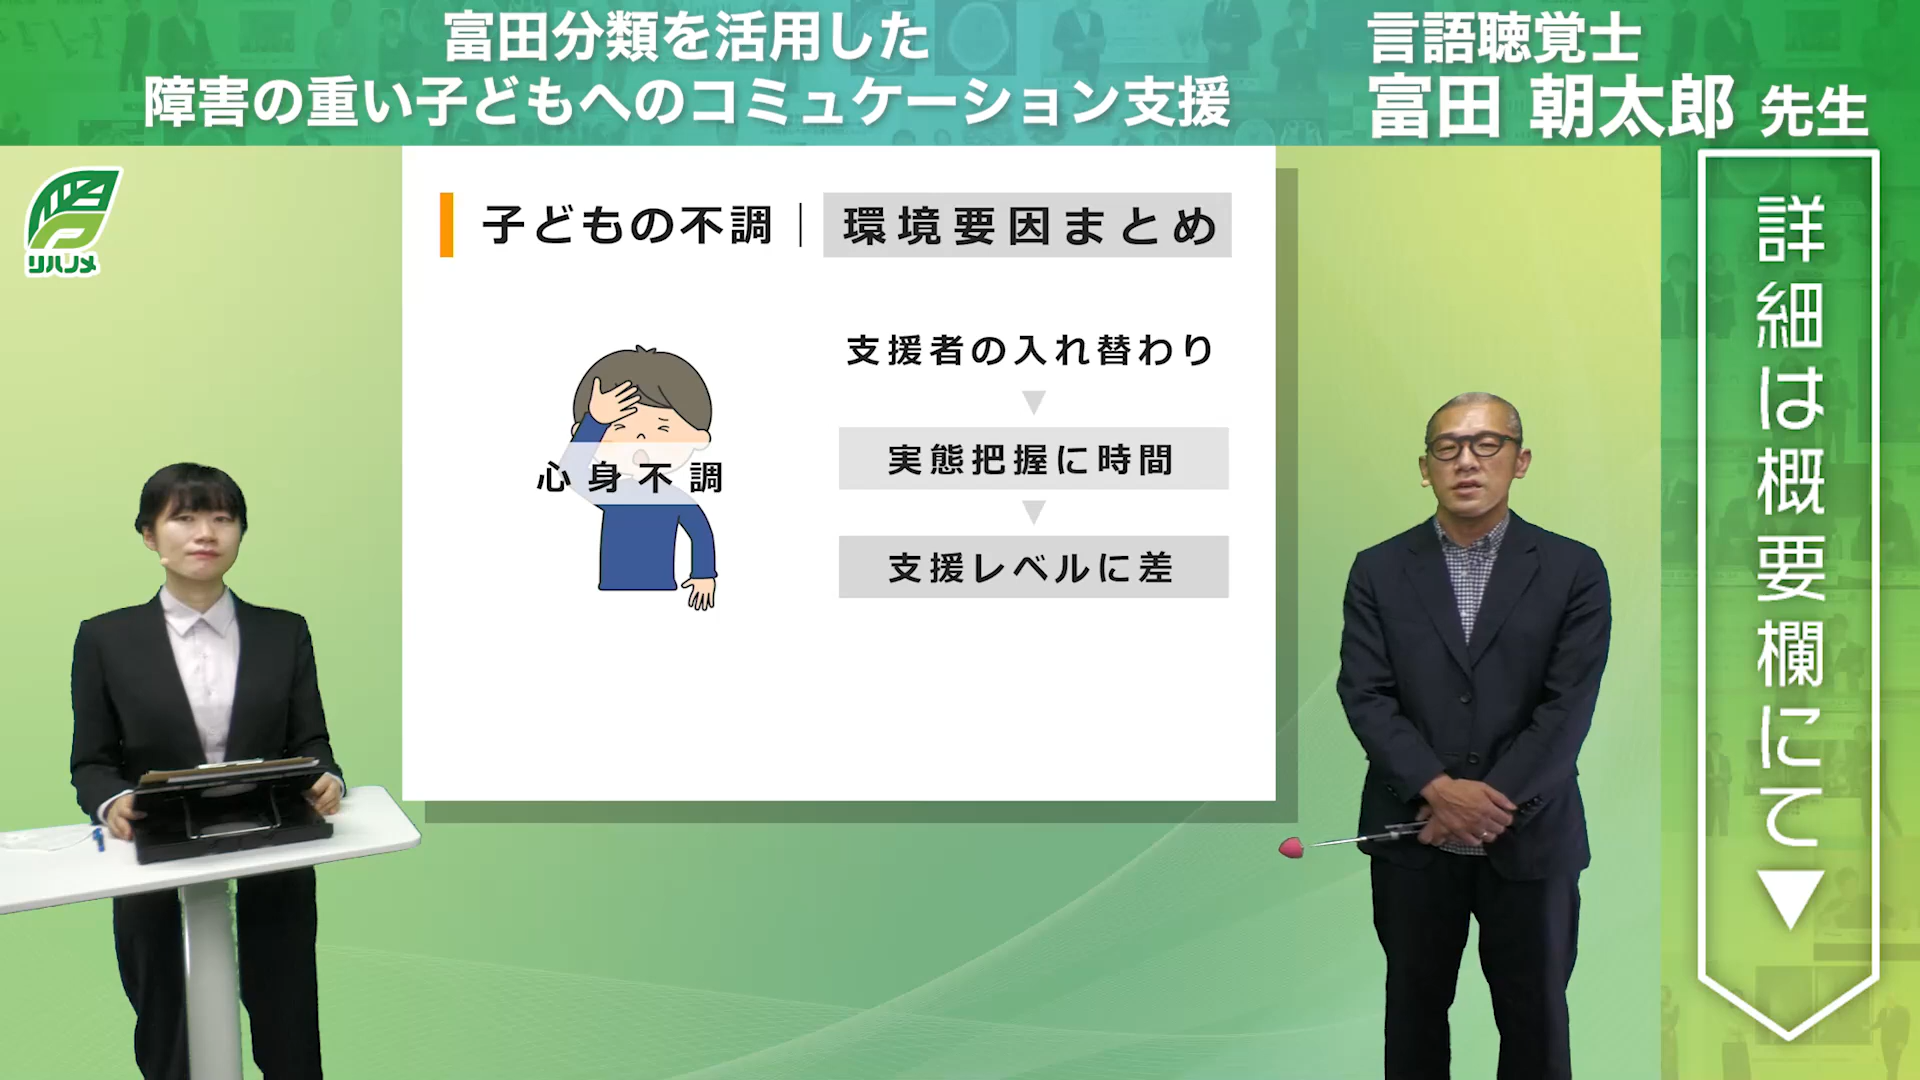 富田分類を活用した
障害の重い子どもへのコミュケーション支援
言語聴覚士
富田 朝太郎 先生
リハノメ
子どもの不調｜環境要因まとめ
心身不調
支援者の入れ替わり
▼
実態把握に時間
▼
支援レベルに差
詳細は概要欄にて▼